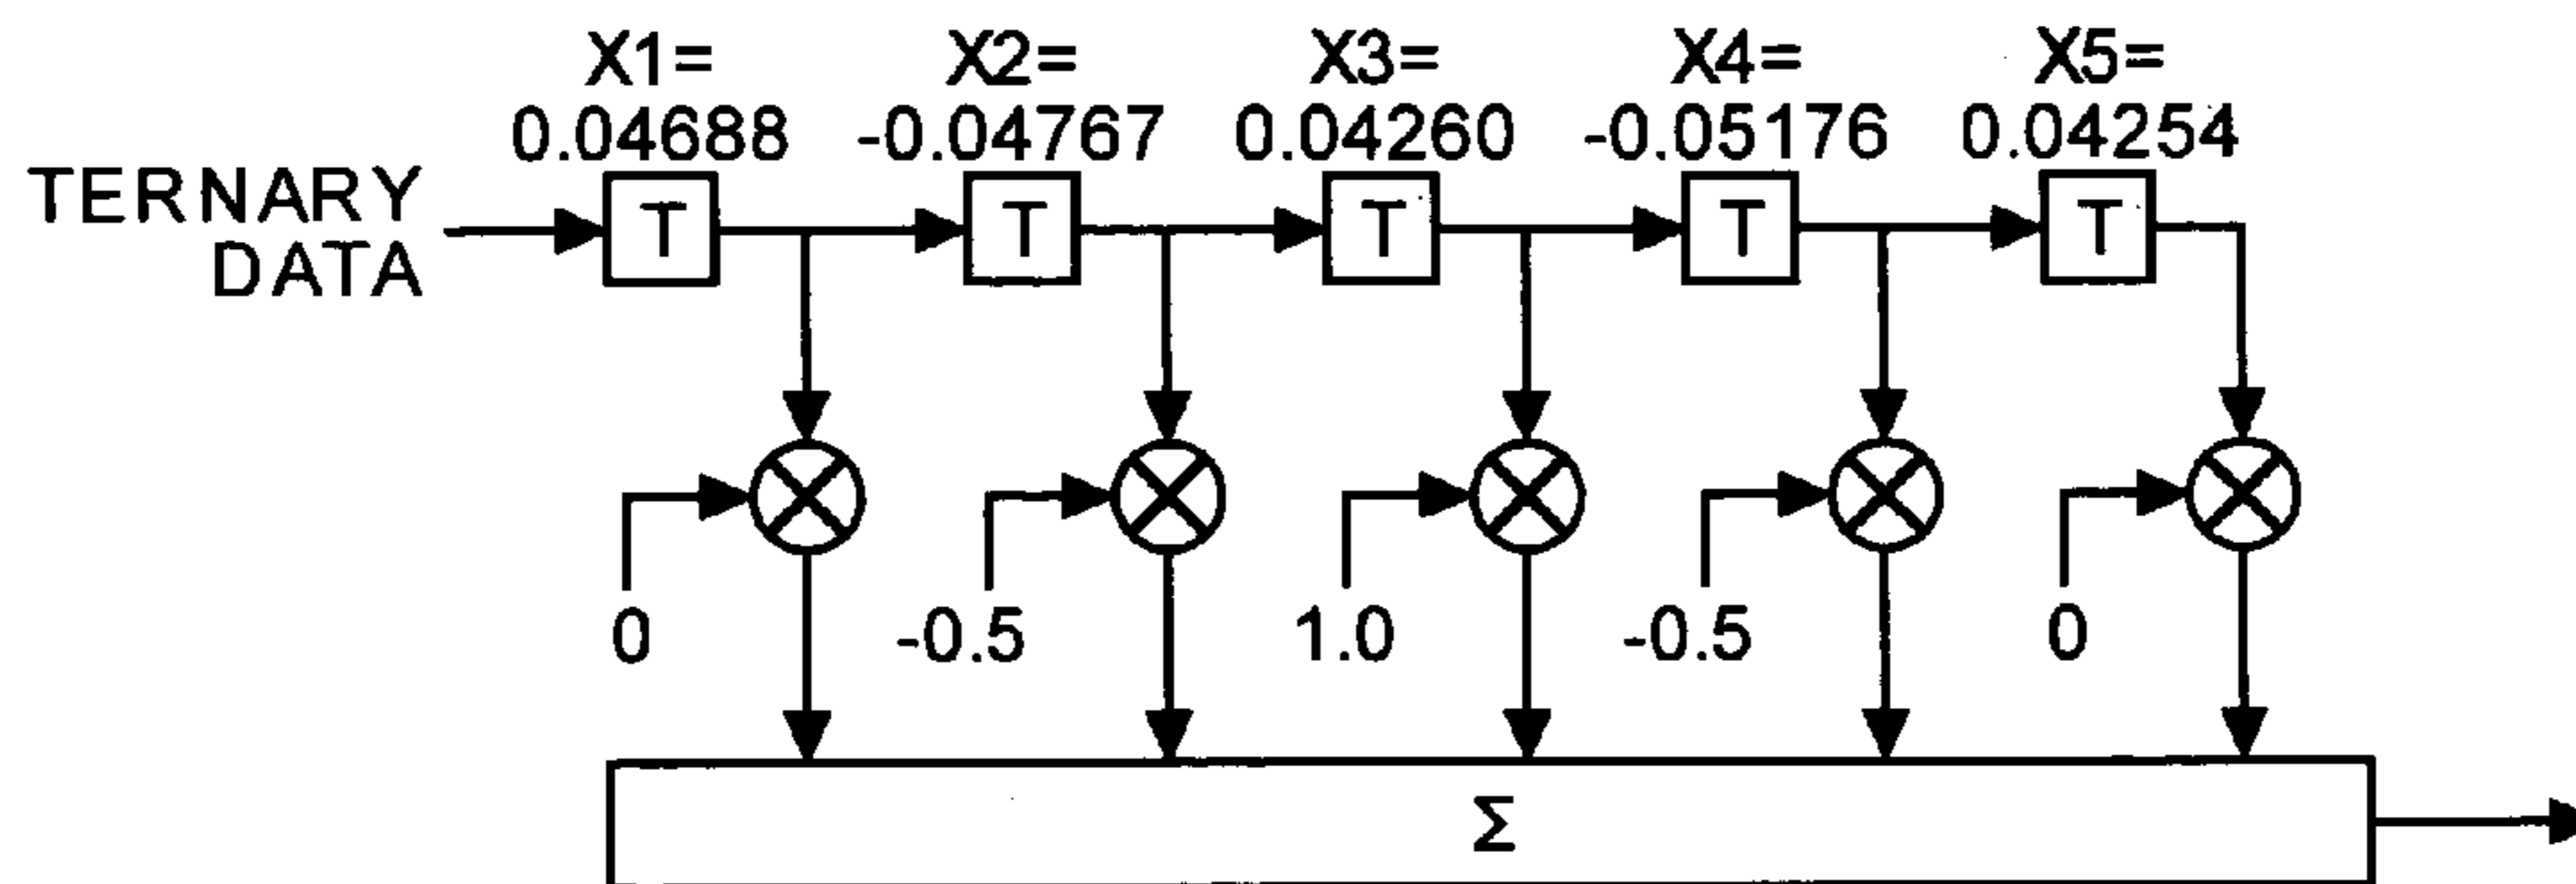 X1=
0.04688
X2=
-0.04767
X3=
0.04260
X4=
-0.05176
X5=
0.04254
TERNARY
DATA
T
T
T
T
T
0
-0.5
1.0
-0.5
0
Σ